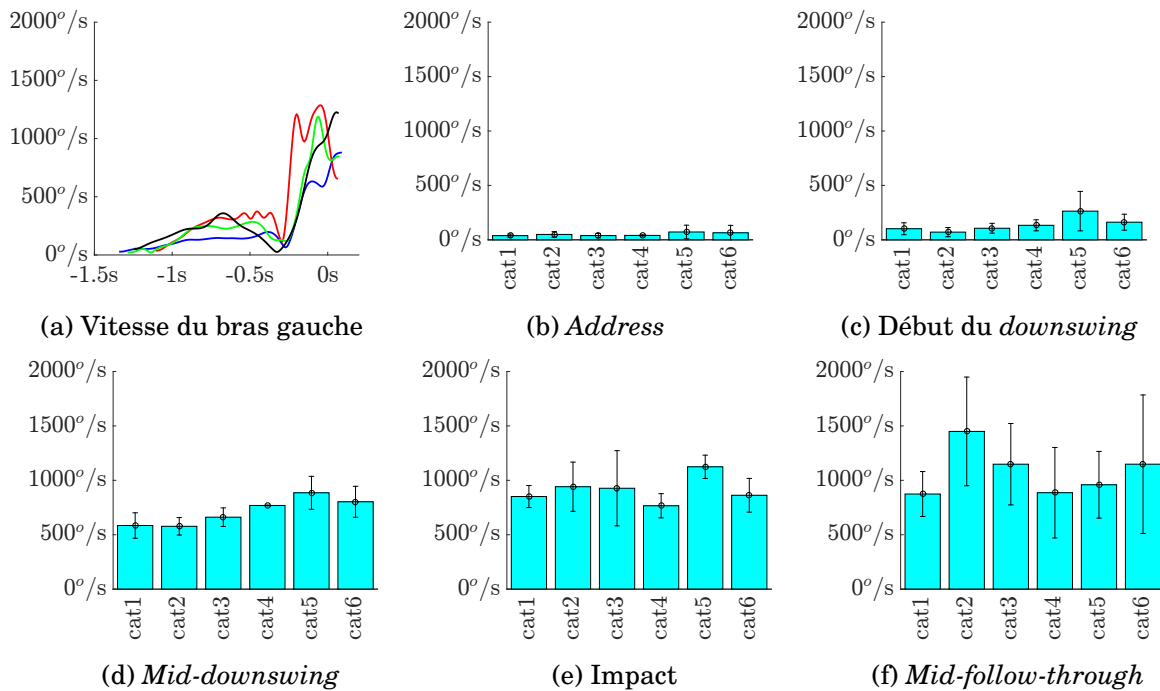 2000°/s
1500°/s
1000°/s
500°/s
0°/s
-1.5s -1s -0.5s 0s
(a) Vitesse du bras gauche
2000°/s
1500°/s
1000°/s
500°/s
0°/s
cat1 cat2 cat3 cat4 cat5 cat6
(b) Address
2000°/s
1500°/s
1000°/s
500°/s
0°/s
cat1 cat2 cat3 cat4 cat5 cat6
(c) Début du downswing
2000°/s
1500°/s
1000°/s
500°/s
0°/s
cat1 cat2 cat3 cat4 cat5 cat6
(d) Mid-downswing
2000°/s
1500°/s
1000°/s
500°/s
0°/s
cat1 cat2 cat3 cat4 cat5 cat6
(e) Impact
2000°/s
1500°/s
1000°/s
500°/s
0°/s
cat1 cat2 cat3 cat4 cat5 cat6
(f) Mid-follow-through